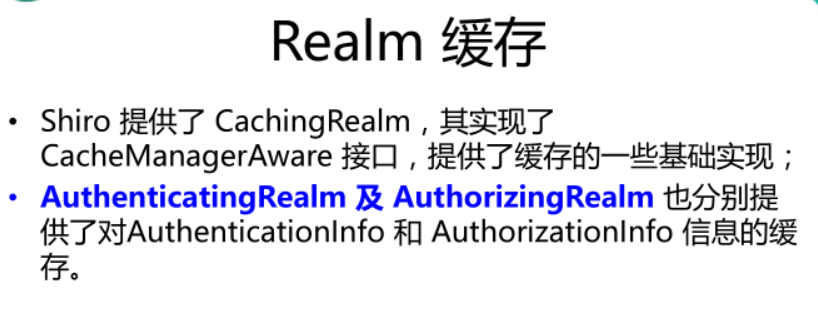 Realm 缓存
• Shiro 提供了 CachingRealm，其实现了
CacheManagerAware 接口，提供了缓存的一些基础实现；
• AuthenticatingRealm 及 AuthorizingRealm 也分别提
供了对AuthenticationInfo 和 AuthorizationInfo 信息的缓
存。